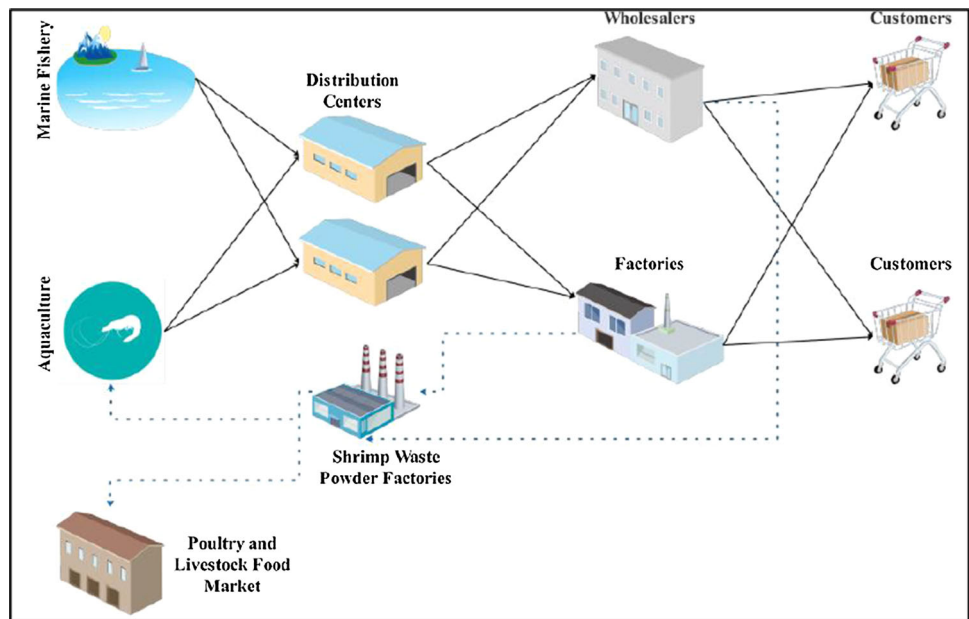 Marine Fishery
Distribution
Centers
Wholesalers
Customers
Aquaculture
Factories
Customers
Shrimp Waste
Powder Factories
Poultry and
Livestock Food
Market